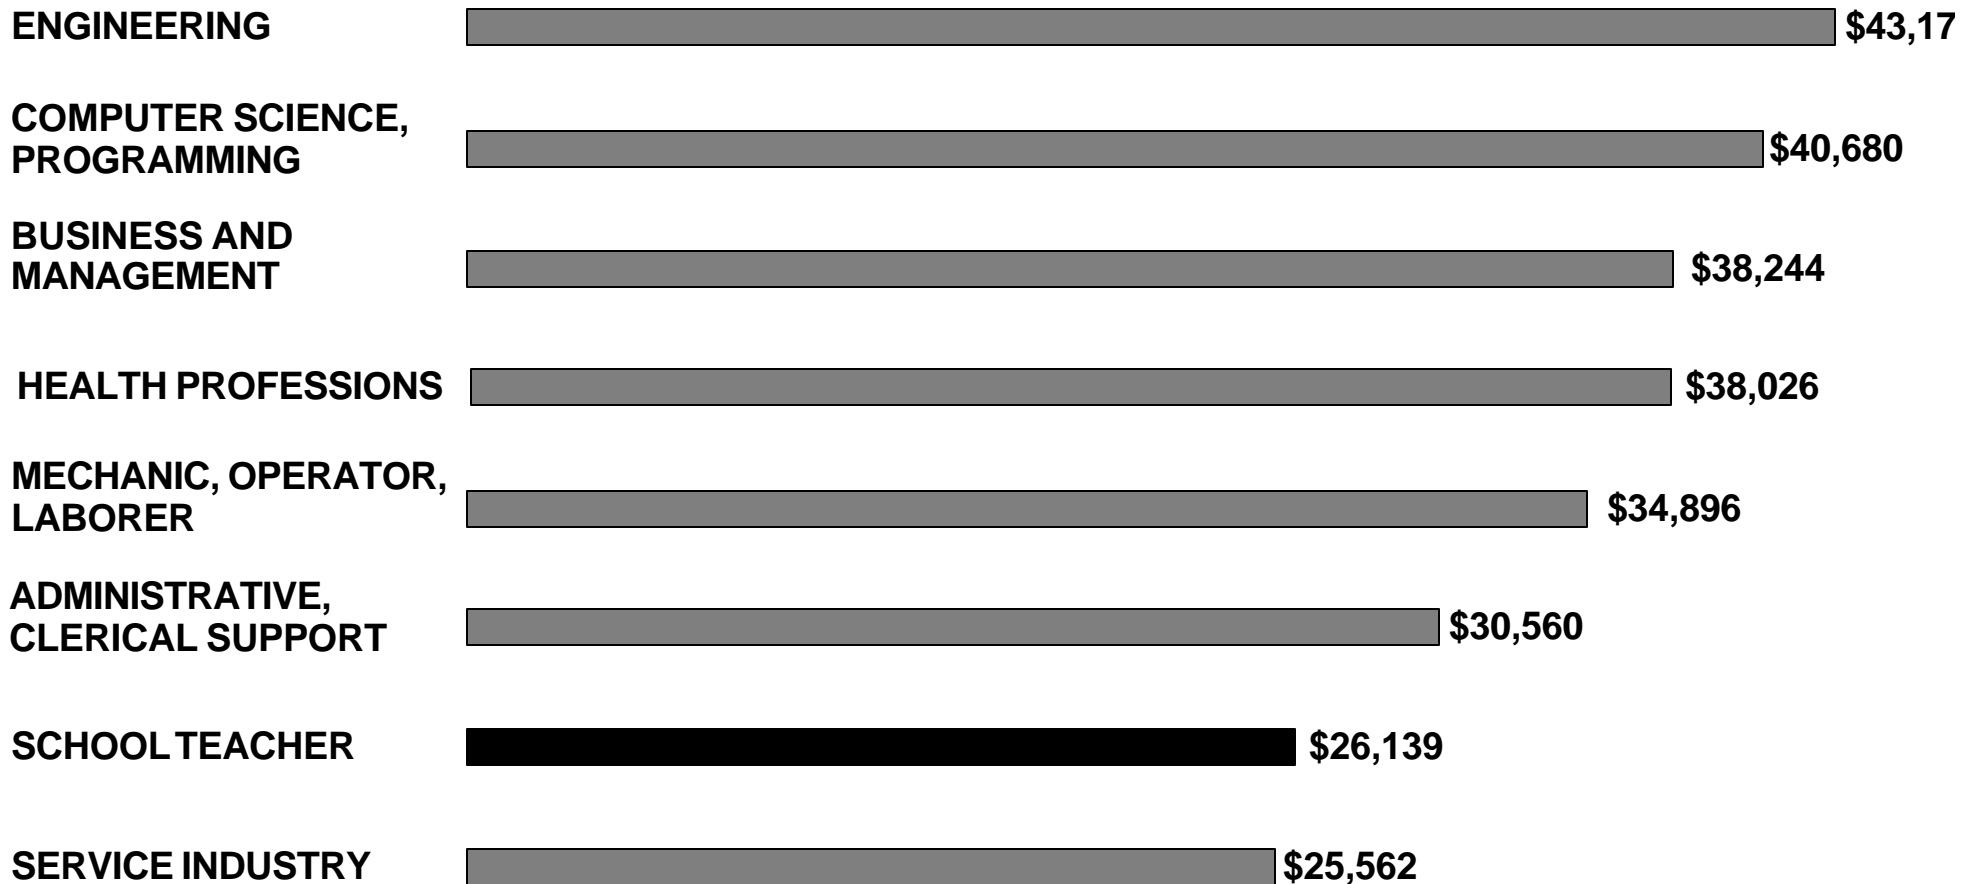 ENGINEERING $43,17
COMPUTER SCIENCE,
PROGRAMMING
$40,680
BUSINESS AND
MANAGEMENT
$38,244
HEALTH PROFESSIONS $38,026
MECHANIC, OPERATOR,
LABORER
$34,896
ADMINISTRATIVE,
CLERICAL SUPPORT
$30,560
SCHOOL TEACHER $26,139
SERVICE INDUSTRY $25,562